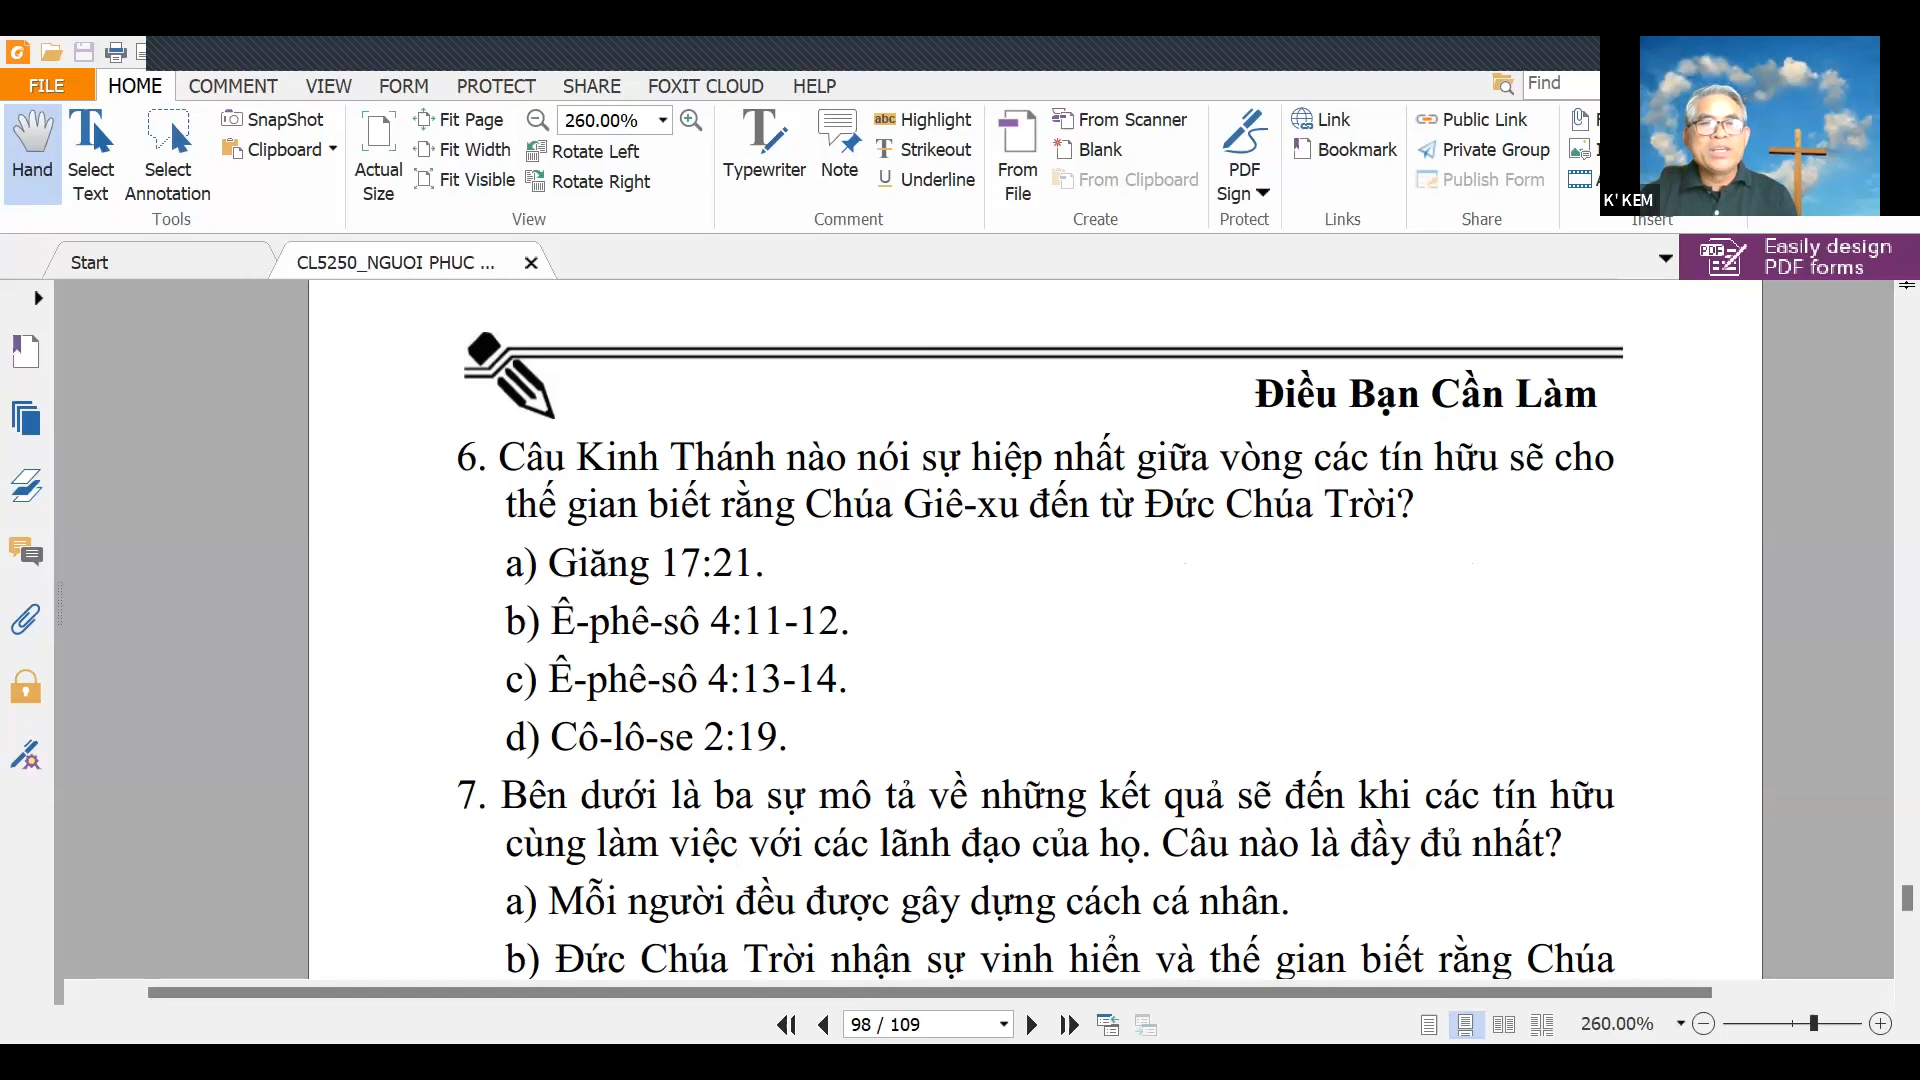 FILE HOME COMMENT VIEW FORM PROTECT SHARE FOXIT CLOUD HELP Find
Hand
Select Text
Select Annotation
SnapShot
Clipboard
Tools
Actual Size
Fit Page
Fit Width
Fit Visible
260.00%
Rotate Left
Rotate Right
View
Typewriter
Note
Highlight
Strikeout
Underline
Comment
From File
From Scanner
Blank
From Clipboard
Create
PDF Sign
Protect
Link
Bookmark
Links
Public Link
Private Group
Publish Form
Share
Insert
K' KEM
Start
CL5250_NGUOI PHUC ...
PDF
Easily design
PDF forms
Điều Bạn Cần Làm
6. Câu Kinh Thánh nào nói sự hiệp nhất giữa vòng các tín hữu sẽ cho
thế gian biết rằng Chúa Giê-xu đến từ Đức Chúa Trời?
a) Giăng 17:21.
b) Ê-phê-sô 4:11-12.
c) Ê-phê-sô 4:13-14.
d) Cô-lô-se 2:19.
7. Bên dưới là ba sự mô tả về những kết quả sẽ đến khi các tín hữu
cùng làm việc với các lãnh đạo của họ. Câu nào là đầy đủ nhất?
a) Mỗi người đều được gây dựng cách cá nhân.
b) Đức Chúa Trời nhận sự vinh hiển và thế gian biết rằng Chúa
98 / 109
260.00%